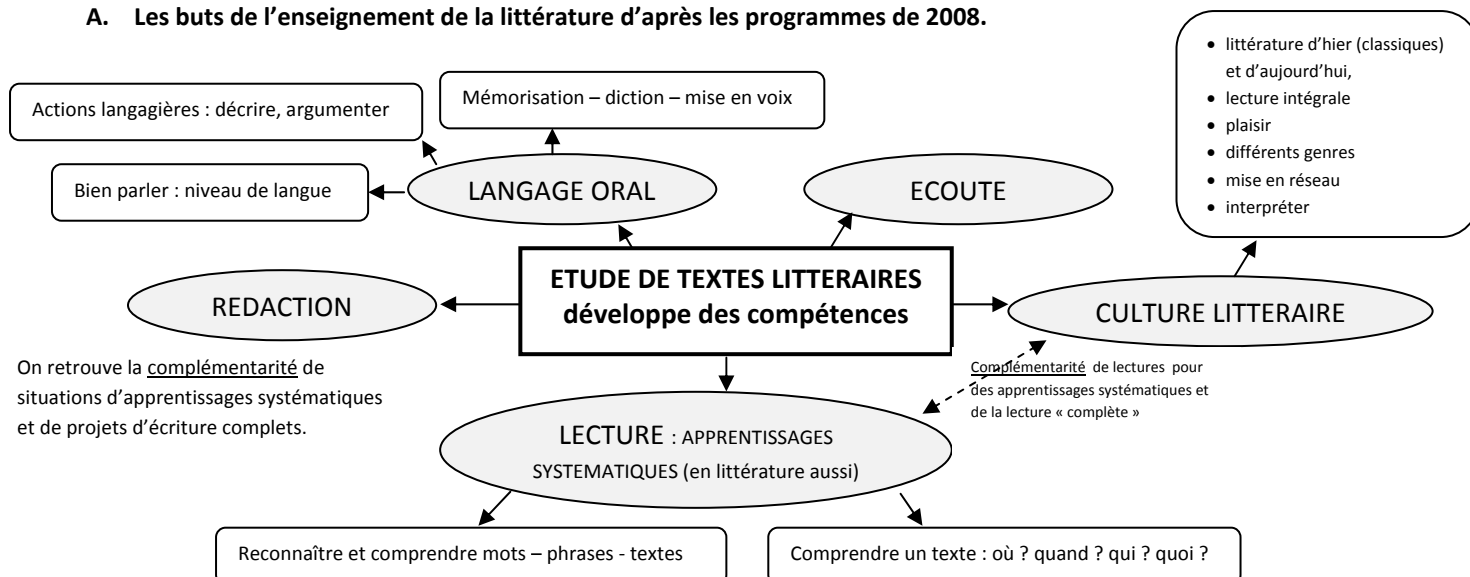 A. Les buts de l’enseignement de la littérature d’après les programmes de 2008.
• littérature d’hier (classiques)
et d’aujourd’hui,
• lecture intégrale
• plaisir
• différents genres
• mise en réseau
• interpréter
Actions langagières : décrire, argumenter
Mémorisation – diction – mise en voix
Bien parler : niveau de langue
LANGAGE ORAL
ECOUTE
ETUDE DE TEXTES LITTERAIRES
développe des compétences
REDACTION
CULTURE LITTERAIRE
On retrouve la complémentarité de
situations d’apprentissages systématiques
et de projets d’écriture complets.
Complémentarité de lectures pour
des apprentissages systématiques et
de la lecture « complète »
LECTURE : APPRENTISSAGES
SYSTEMATIQUES (en littérature aussi)
Reconnaître et comprendre mots – phrases - textes
Comprendre un texte : où ? quand ? qui ? quoi ?